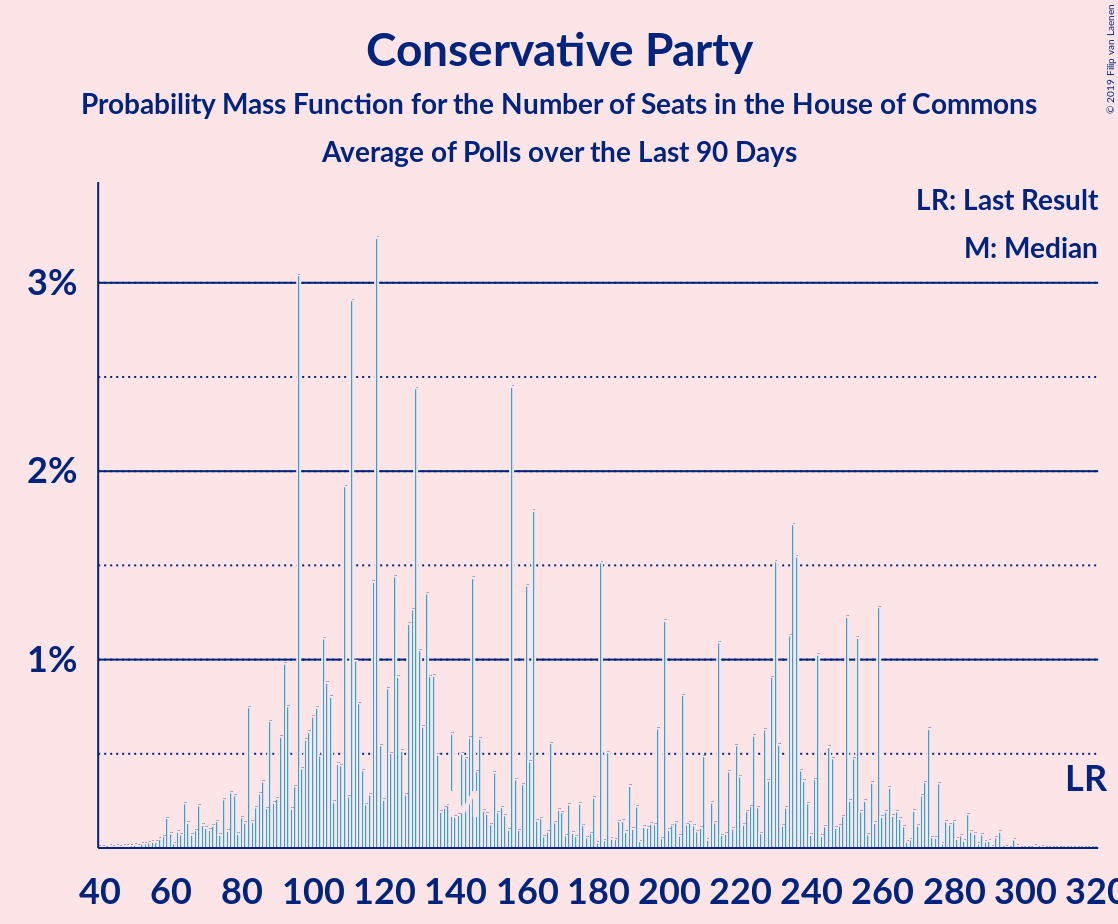 Conservative Party
Probability Mass Function for the Number of Seats in the House of Commons
Average of Polls over the Last 90 Days
© 2019 Filip van Laenen
LR: Last Result
M: Median
3%
2%
1%
LR
M
40 60 80 100 120 140 160 180 200 220 240 260 280 300 320